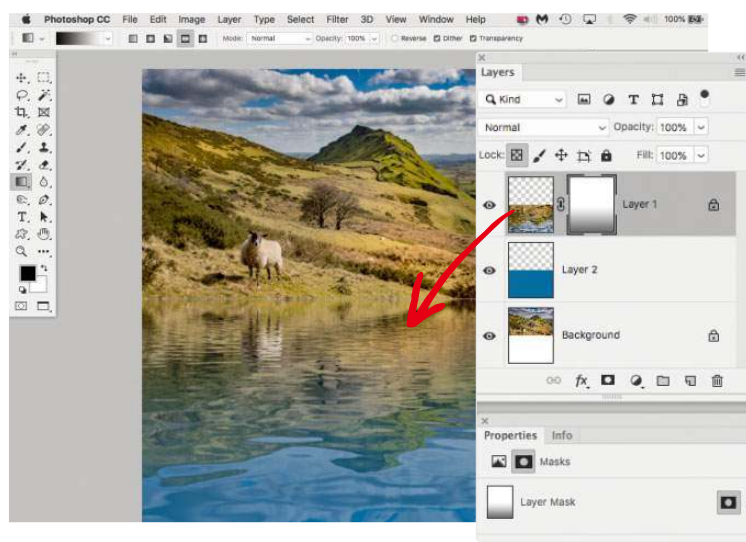 Photoshop CC File Edit Image Layer Type Select Filter 3D View Window Help 100%
Mode: Normal Opacity: 100% Reverse Dither Transparency
Layers
Kind
Normal Opacity: 100%
Lock: Fill: 100%
Layer 1
Layer 2
Background
fx
Properties Info
Masks
Layer Mask